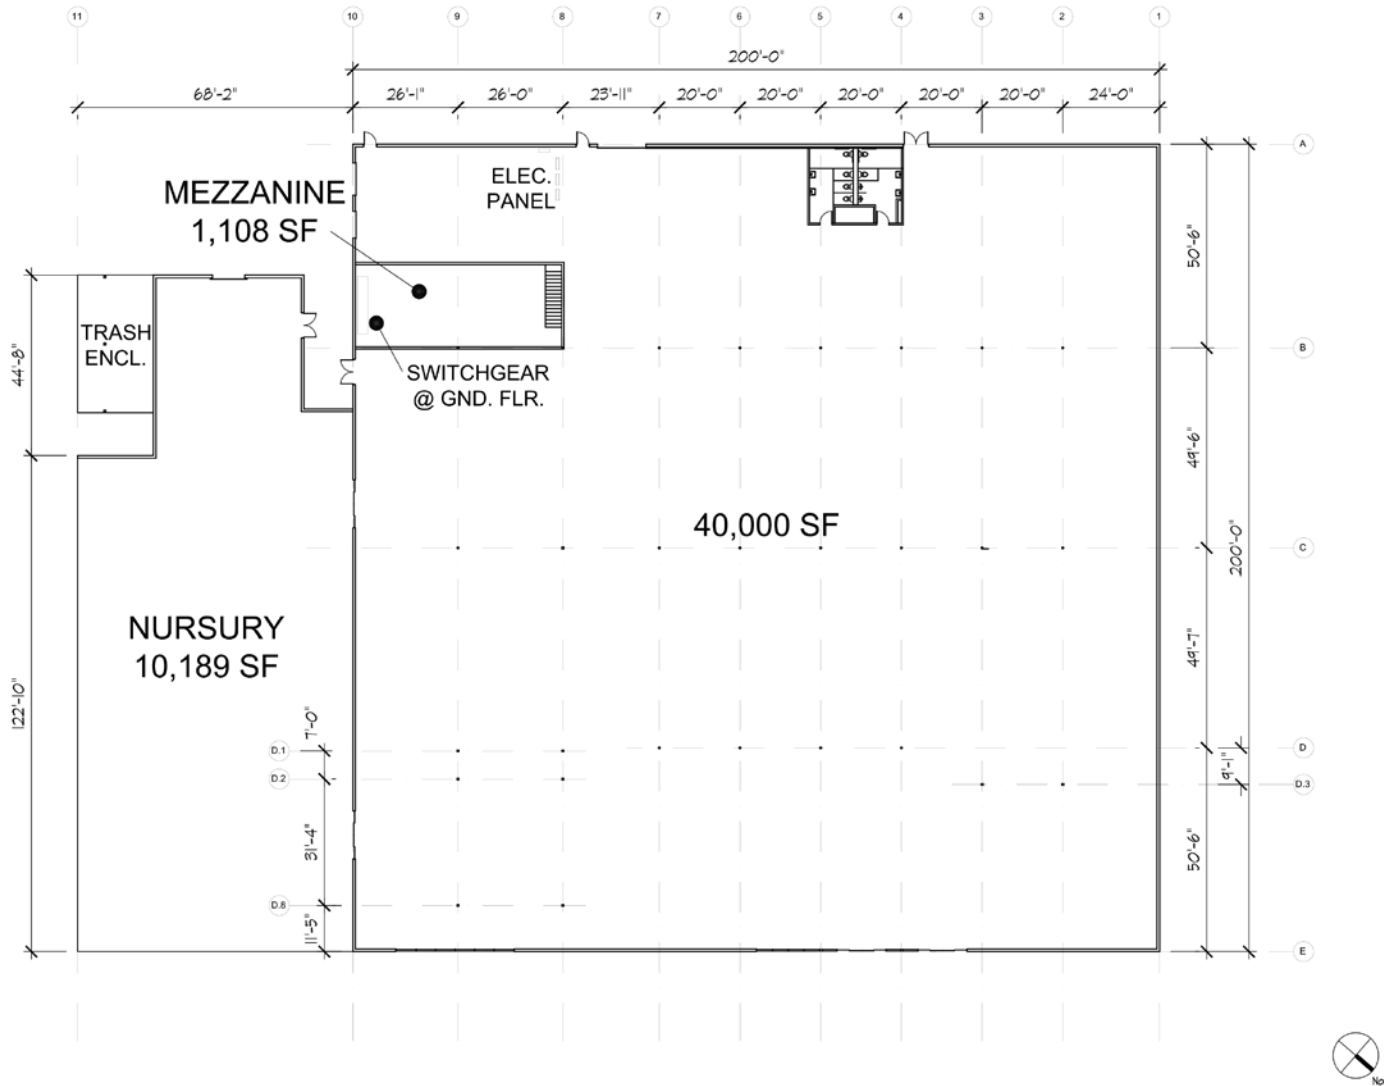 11 10 9 8 7 6 5 4 3 2 1
200'-0"
68'-2" 26'-1" 26'-0" 23'-11" 20'-0" 20'-0" 20'-0" 20'-0" 20'-0" 24'-0"
A
ELEC.
PANEL
MEZZANINE
1,108 SF
50'-6"
TRASH
ENCL.
B
44'-8"
SWITCHGEAR
@ GND. FLR.
49'-6"
40,000 SF
200'-0"
C
NURSURY
10,189 SF
49'-7"
122'-10"
7'-0"
D.1
D
D.2
9'-1"
D.3
31'-4"
50'-6"
D.8
11'-5"
E
No